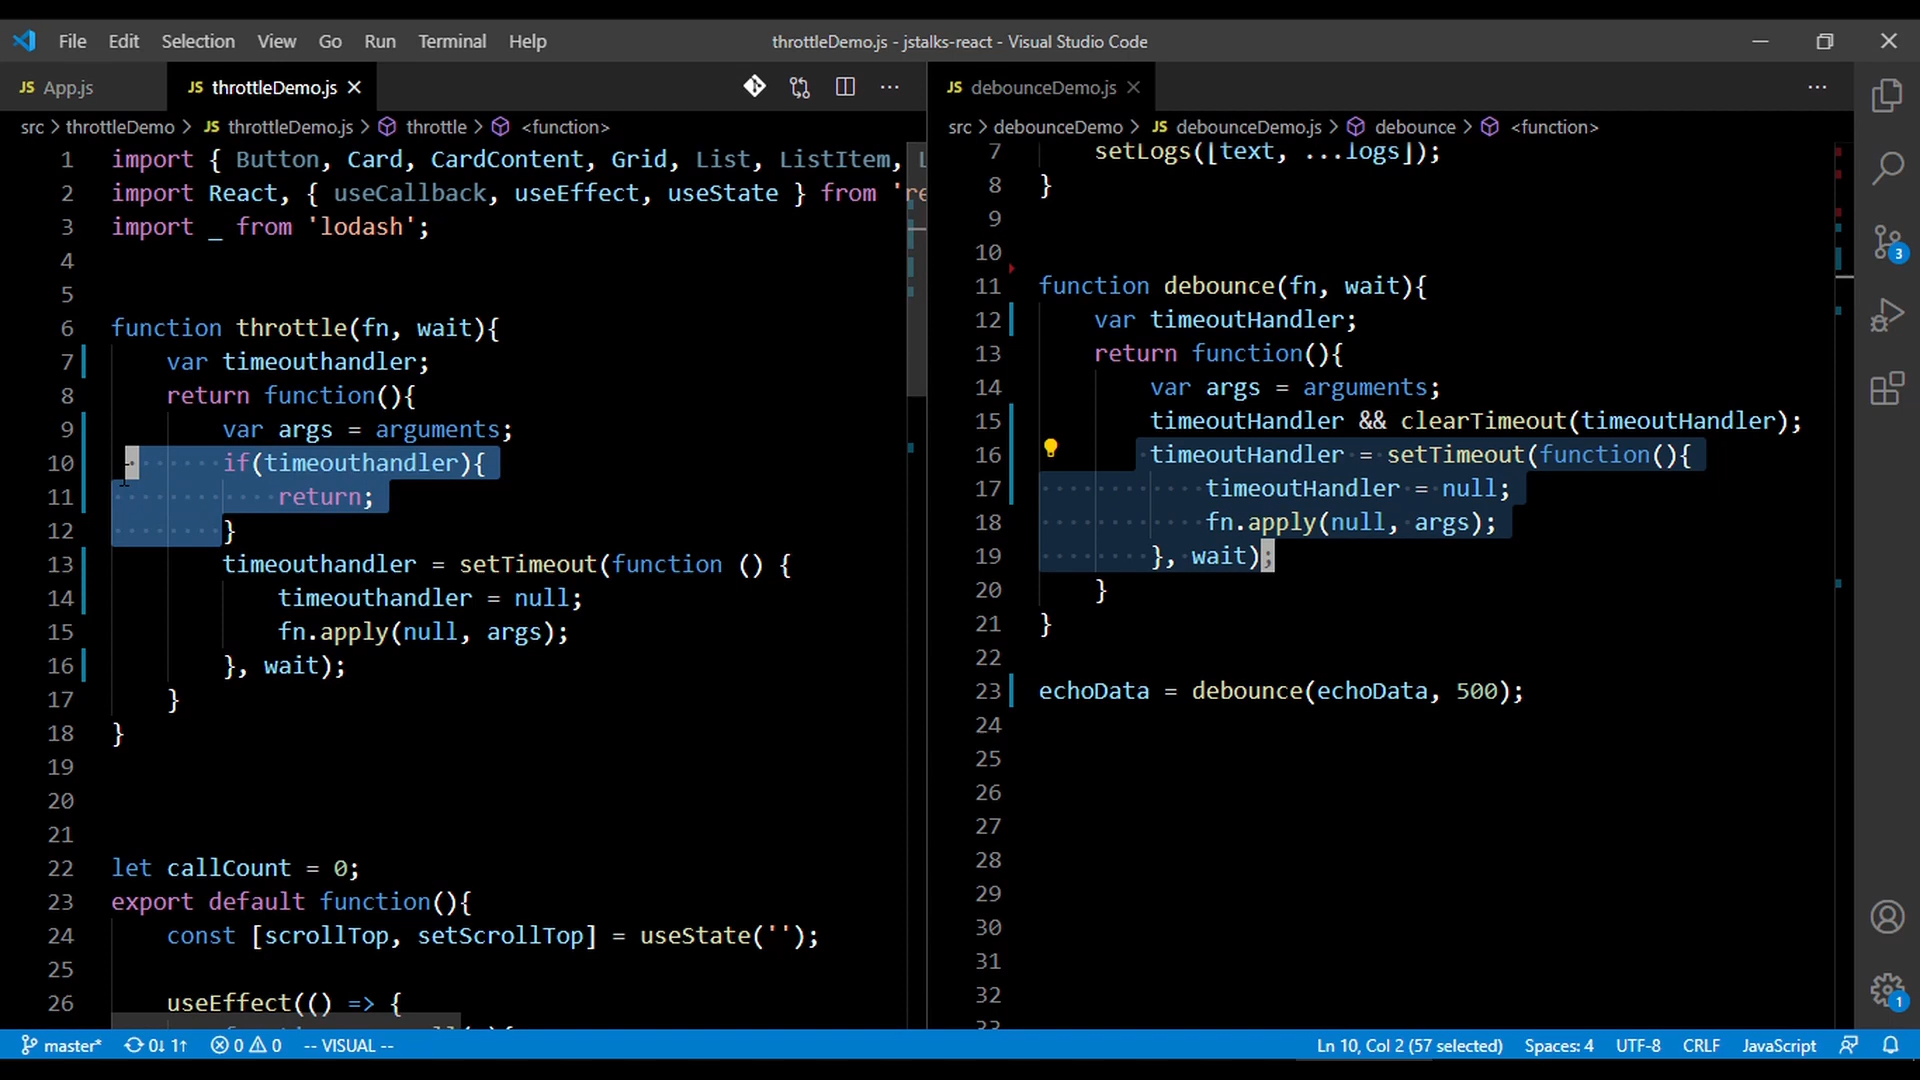 File Edit Selection View Go Run Terminal Help throttleDemo.js - jstalks-react - Visual Studio Code
JS App.js JS throttleDemo.js
src > throttleDemo > JS throttleDemo.js > throttle > <function>
1 import { Button, Card, CardContent, Grid, List, ListItem, L
2 import React, { useCallback, useEffect, useState } from 're
3 import _ from 'lodash';
4
5
6 function throttle(fn, wait){
7 var timeouthandler;
8 return function(){
9 var args = arguments;
10 if(timeouthandler){
11 return;
12 }
13 timeouthandler = setTimeout(function () {
14 timeouthandler = null;
15 fn.apply(null, args);
16 }, wait);
17 }
18 }
19
20
21
22 let callCount = 0;
23 export default function(){
24 const [scrollTop, setScrollTop] = useState('');
25
26 useEffect(() => {
JS debounceDemo.js
src > debounceDemo > JS debounceDemo.js > debounce > <function>
7 setLogs([text, ...logs]);
8 }
9
10
11 function debounce(fn, wait){
12 var timeoutHandler;
13 return function(){
14 var args = arguments;
15 timeoutHandler && clearTimeout(timeoutHandler);
16 timeoutHandler = setTimeout(function(){
17 timeoutHandler = null;
18 fn.apply(null, args);
19 }, wait);
20 }
21 }
22
23 echoData = debounce(echoData, 500);
24
25
26
27
28
29
30
31
32
33
3
1
master* 0↓ 1↑ 0 0 -- VISUAL -- Ln 10, Col 2 (57 selected) Spaces: 4 UTF-8 CRLF JavaScript